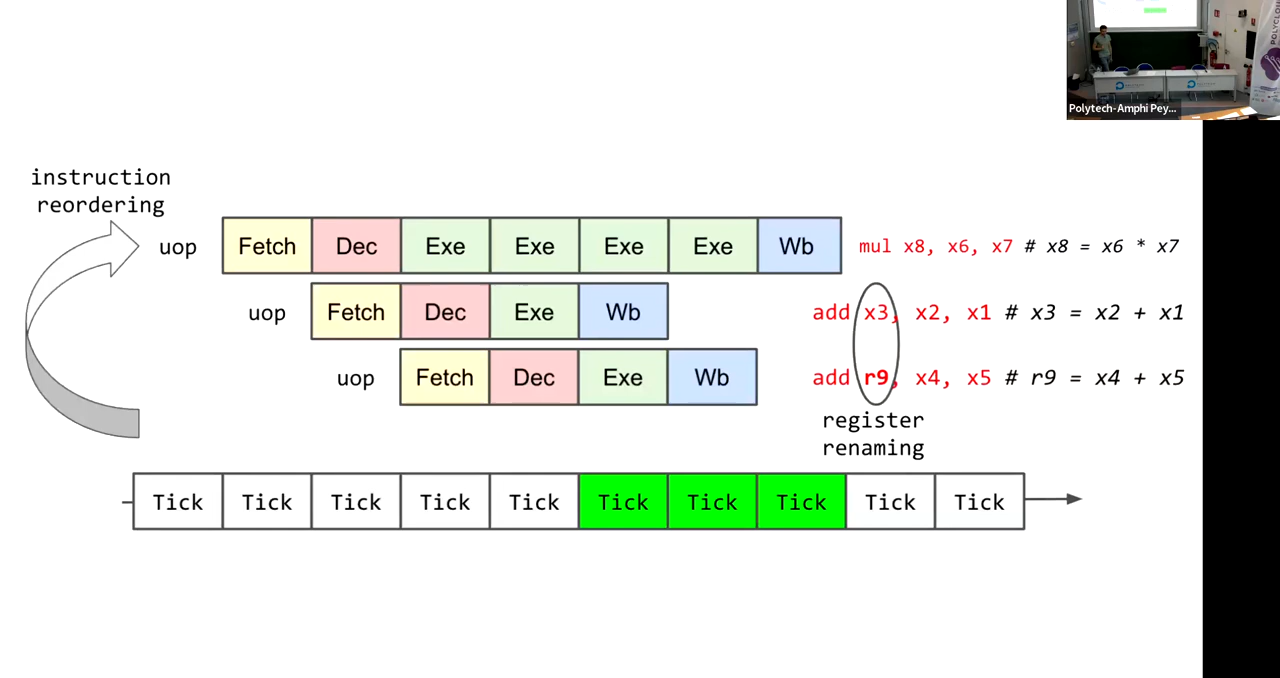 Polytech-Amphi Pey...
instruction
reordering
uop Fetch Dec Exe Exe Exe Exe Wb mul x8, x6, x7 # x8 = x6 * x7
uop Fetch Dec Exe Wb add x3, x2, x1 # x3 = x2 + x1
uop Fetch Dec Exe Wb add r9, x4, x5 # r9 = x4 + x5
register
renaming
Tick Tick Tick Tick Tick Tick Tick Tick Tick Tick